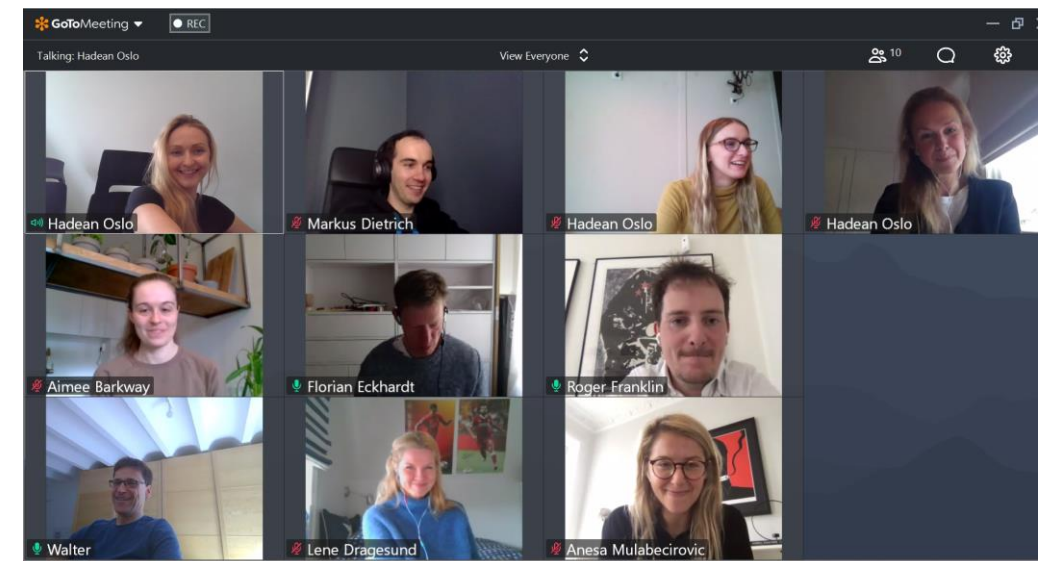 GoToMeeting
REC
Talking: Hadean Oslo
View Everyone
10
Hadean Oslo
Markus Dietrich
Hadean Oslo
Hadean Oslo
Aimee Barkway
Florian Eckhardt
Roger Franklin
Walter
Lene Dragesund
Anesa Mulabecirovic